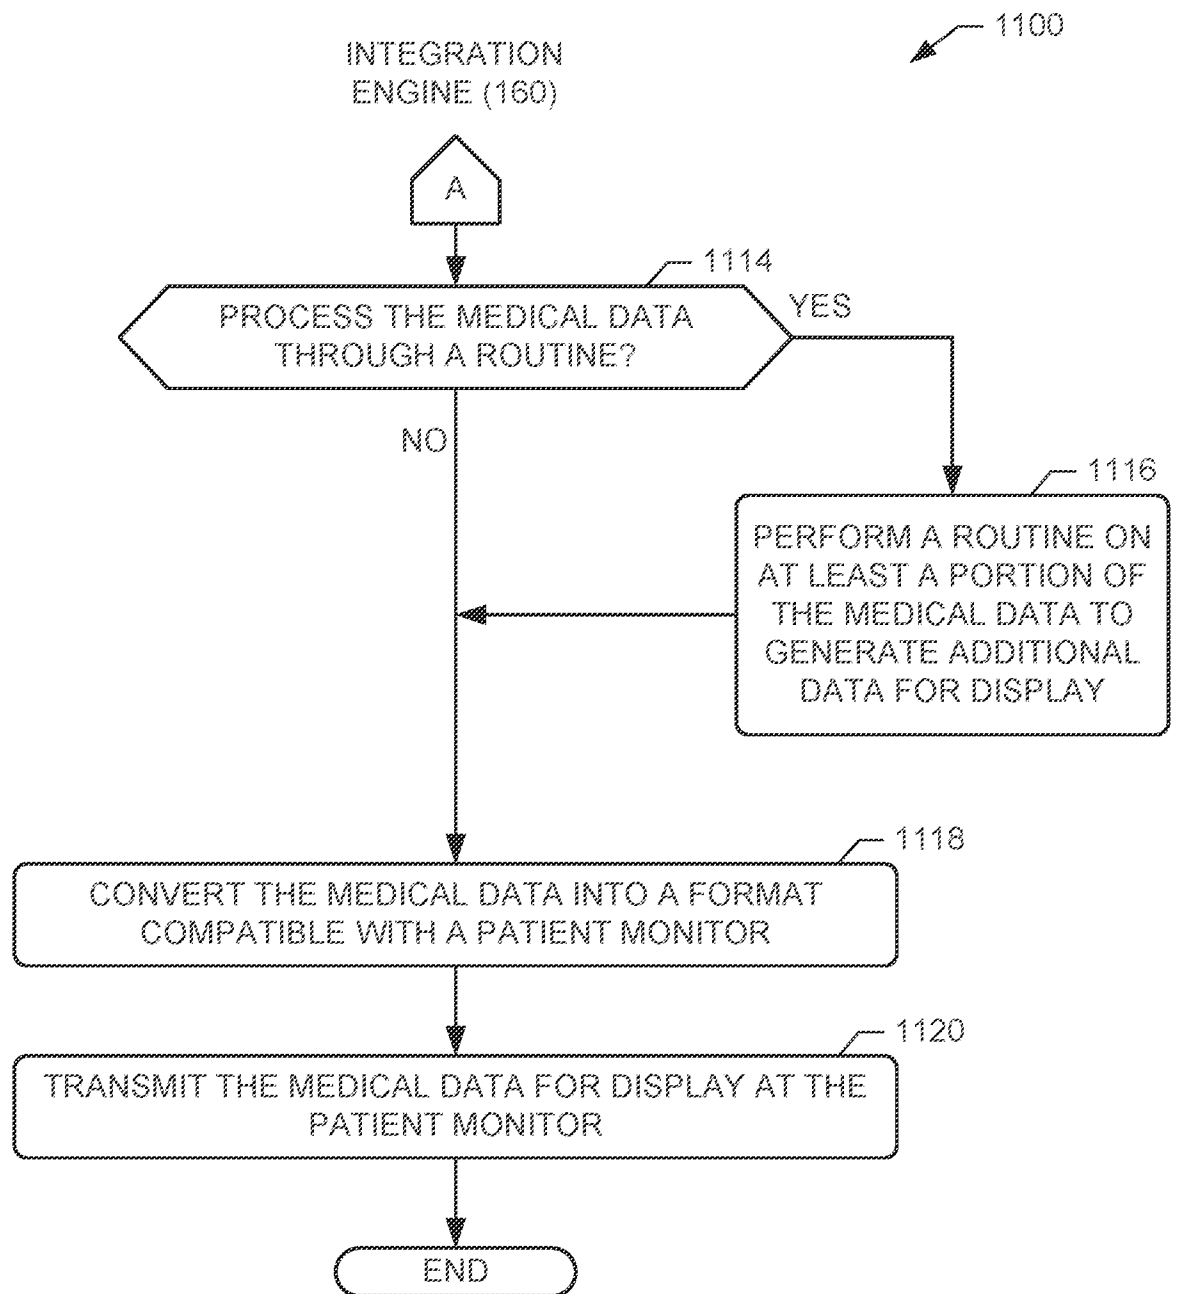 1100
INTEGRATION
ENGINE (160)
A
1114
PROCESS THE MEDICAL DATA
THROUGH A ROUTINE?
YES
NO
1116
PERFORM A ROUTINE ON
AT LEAST A PORTION OF
THE MEDICAL DATA TO
GENERATE ADDITIONAL
DATA FOR DISPLAY
1118
CONVERT THE MEDICAL DATA INTO A FORMAT
COMPATIBLE WITH A PATIENT MONITOR
1120
TRANSMIT THE MEDICAL DATA FOR DISPLAY AT THE
PATIENT MONITOR
END